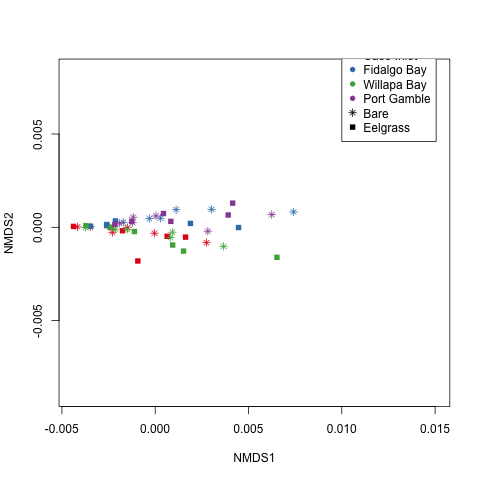 Fidalgo Bay
Willapa Bay
Port Gamble
Bare
Eelgrass
0.005
0.000
-0.005
NMDS2
-0.005
0.000
0.005
0.010
0.015
NMDS1